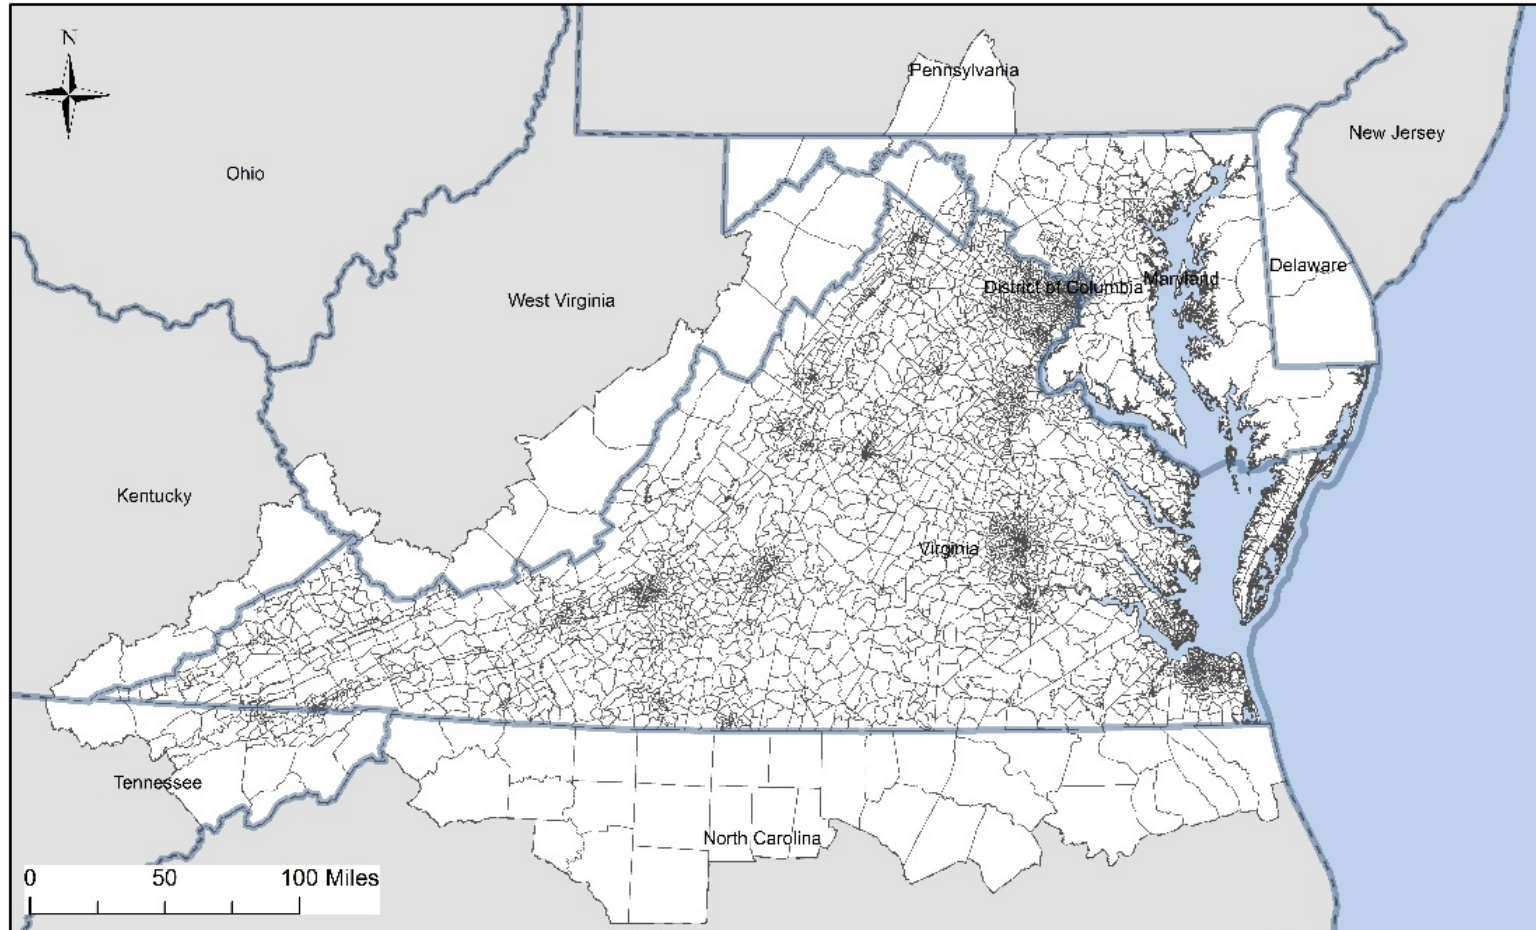 N
Pennsylvania
New Jersey
Ohio
Delaware
Maryland
District of Columbia
West Virginia
Kentucky
Virginia
Tennessee
North Carolina
0 50 100 Miles